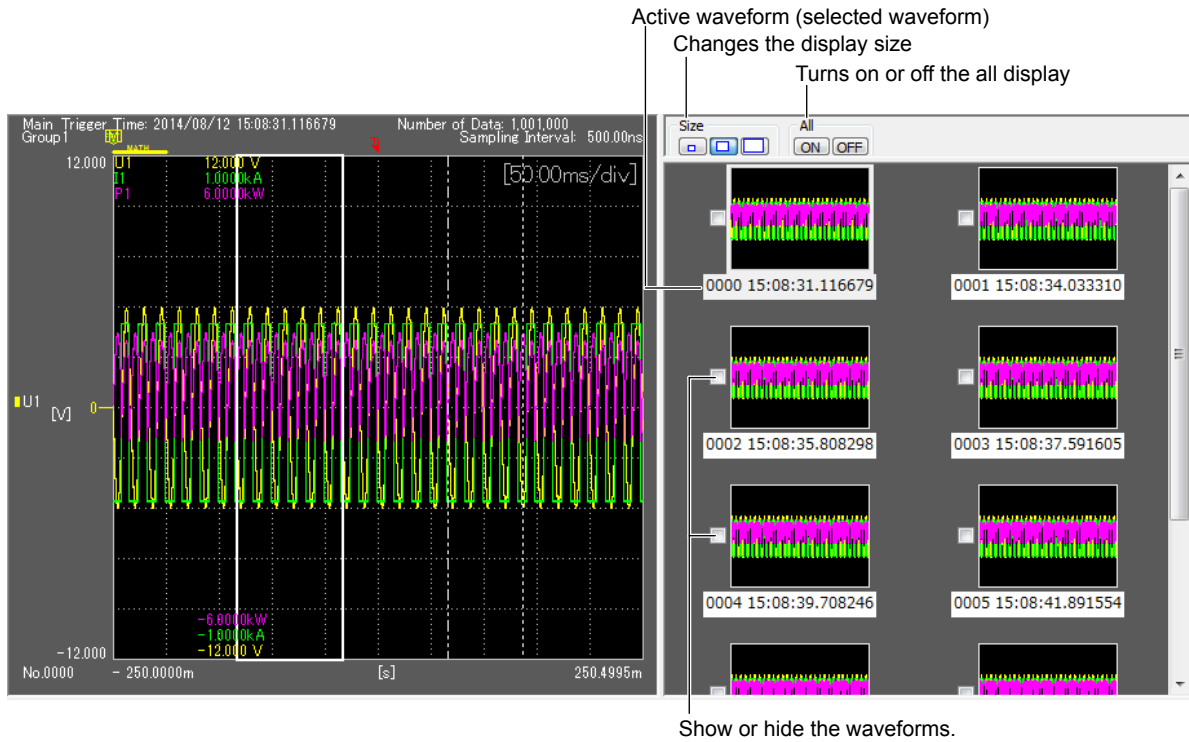 Active waveform (selected waveform)
Changes the display size
Turns on or off the all display
Main Trigger Time: 2014/08/12 15:08:31.116679 Number of Data: 1,001,000
Group1 M Sampling Interval: 500.00ns
MATH
12.000 U1 12.000 V [50.00ms/div]
I1 1.0000kA
P1 6.0000kW
U1 [V] 0
-6.0000kW
-1.0000kA
-12.000 -12.000 V
No.0000 - 250.0000m [s] 250.4995m
Size All
ON OFF
0000 15:08:31.116679 0001 15:08:34.033310
0002 15:08:35.808298 0003 15:08:37.591605
0004 15:08:39.708246 0005 15:08:41.891554
Show or hide the waveforms.